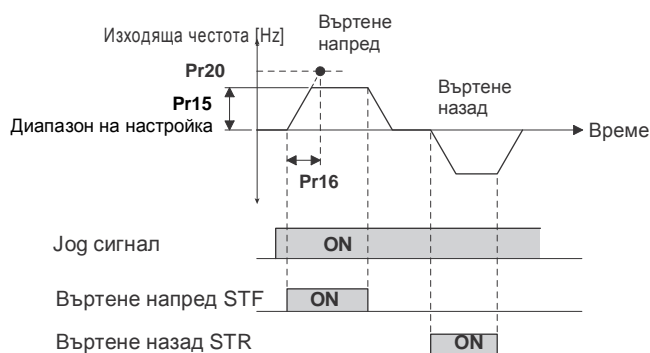 Изходяща честота [Hz]
Въртене
напред
Pr20
Pr15
Диапазон на настройка
Въртене
назад
Време
Pr16
Jog сигнал
ON
Въртене напред STF
ON
Въртене назад STR
ON